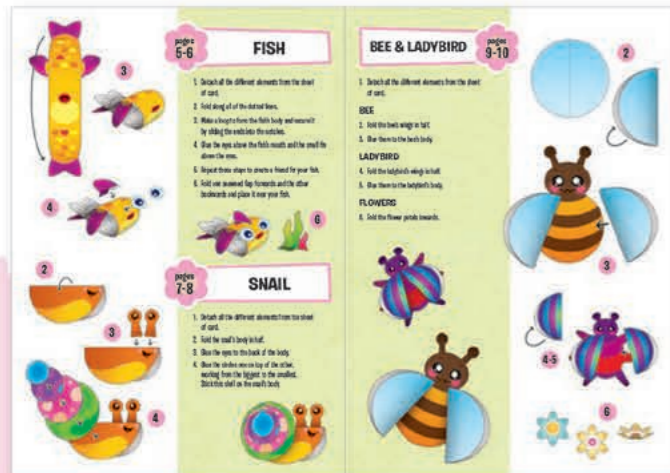 pages
5-6
FISH
1. Detach all the different elements from the sheet
of card.
2. Fold along all of the dotted lines.
3. Make a loop to form the fish's body and secure it
by sliding the ends into the notches.
4. Glue the eyes above the fish's mouth and the small fin
above the eyes.
5. Repeat these steps to create a friend for your fish.
6. Fold one seaweed flap forwards and the other
backwards and place it near your fish.
3
4
6
pages
7-8
SNAIL
1. Detach all the different elements from the sheet
of card.
2. Fold the snail's body in half.
3. Glue the eyes to the back of the body.
4. Glue the circles one on top of the other,
working from the biggest to the smallest.
Stick this shell on the snail's body.
2
3
4
BEE & LADYBIRD
pages
9-10
1. Detach all the different elements from the sheet
of card.
BEE
2. Fold the bee's wings in half.
3. Glue them to the bee's body.
LADYBIRD
4. Fold the ladybird's wings in half.
5. Glue them to the ladybird's body.
FLOWERS
6. Fold the flower petals inwards.
2
3
4-5
6